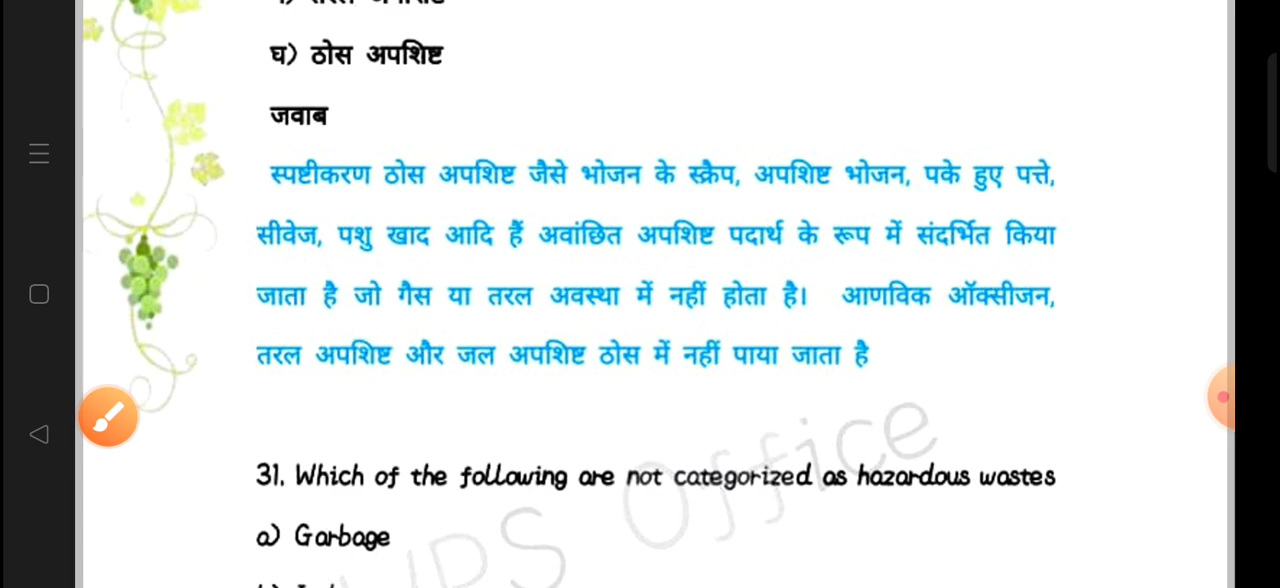 घ) ठोस अपशिष्ट
जवाब
स्पष्टीकरण ठोस अपशिष्ट जैसे भोजन के स्क्रैप, अपशिष्ट भोजन, पके हुए पत्ते,
सीवेज, पशु खाद आदि हैं अवांछित अपशिष्ट पदार्थ के रूप में संदर्भित किया
जाता है जो गैस या तरल अवस्था में नहीं होता है। आणविक ऑक्सीजन,
तरल अपशिष्ट और जल अपशिष्ट ठोस में नहीं पाया जाता है
Office
31. Which of the following are not categorized as hazardous wastes
a) Garbage